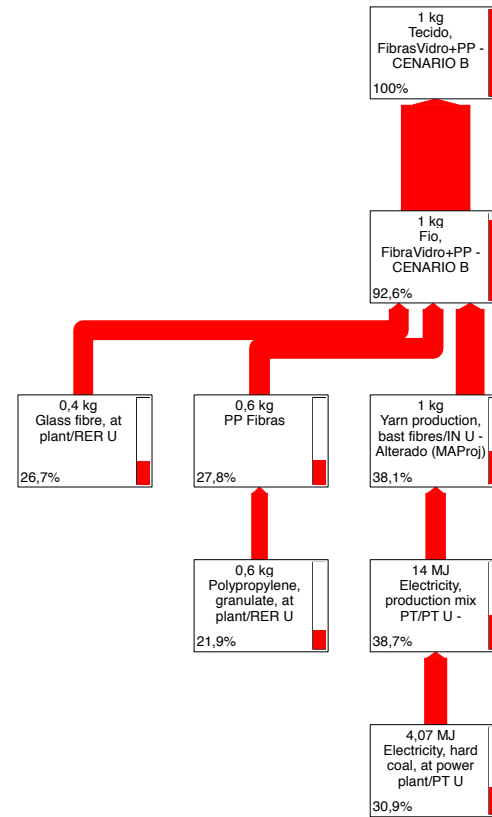 1 kg
Tecido,
FibrasVidro+PP -
CENARIO B
100%
1 kg
Fio,
FibraVidro+PP -
CENARIO B
92,6%
0,4 kg
Glass fibre, at
plant/RER U
26,7%
0,6 kg
PP Fibras
27,8%
1 kg
Yarn production,
bast fibres/IN U -
Alterado (MAProj)
38,1%
0,6 kg
Polypropylene,
granulate, at
plant/RER U
21,9%
14 MJ
Electricity,
production mix
PT/PT U -
38,7%
4,07 MJ
Electricity, hard
coal, at power
plant/PT U
30,9%